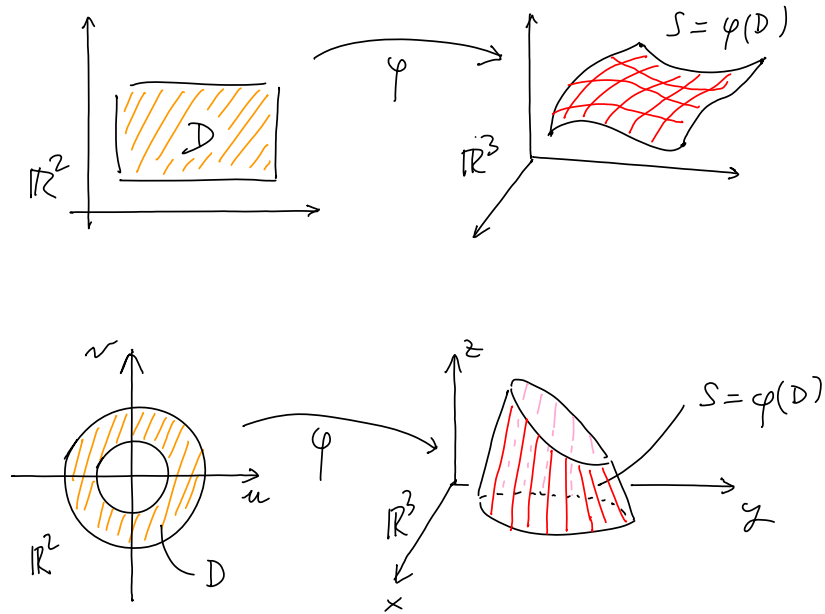 S = φ(D)
φ
D
ℝ²
ℝ³
v
z
S = φ(D)
φ
u
ℝ²
D
ℝ³
y
x